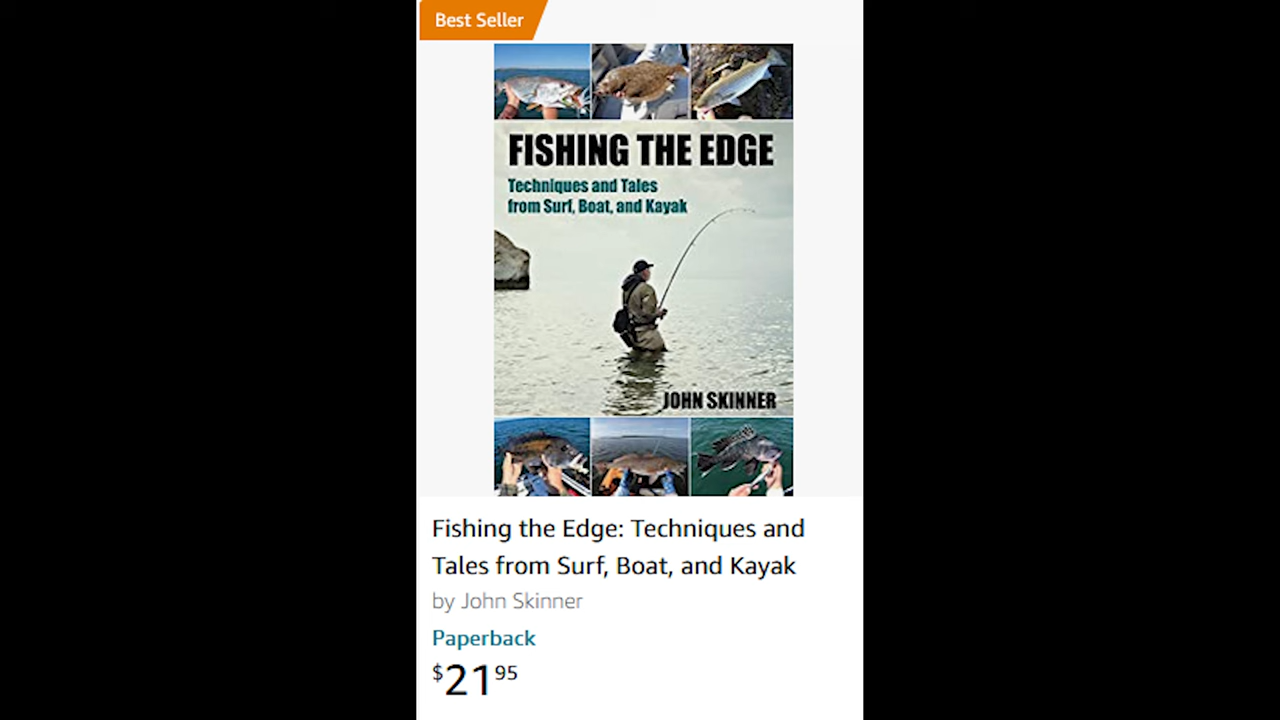 Best Seller
FISHING THE EDGE
Techniques and Tales
from Surf, Boat, and Kayak
JOHN SKINNER
Fishing the Edge: Techniques and
Tales from Surf, Boat, and Kayak
by John Skinner
Paperback
$21 95